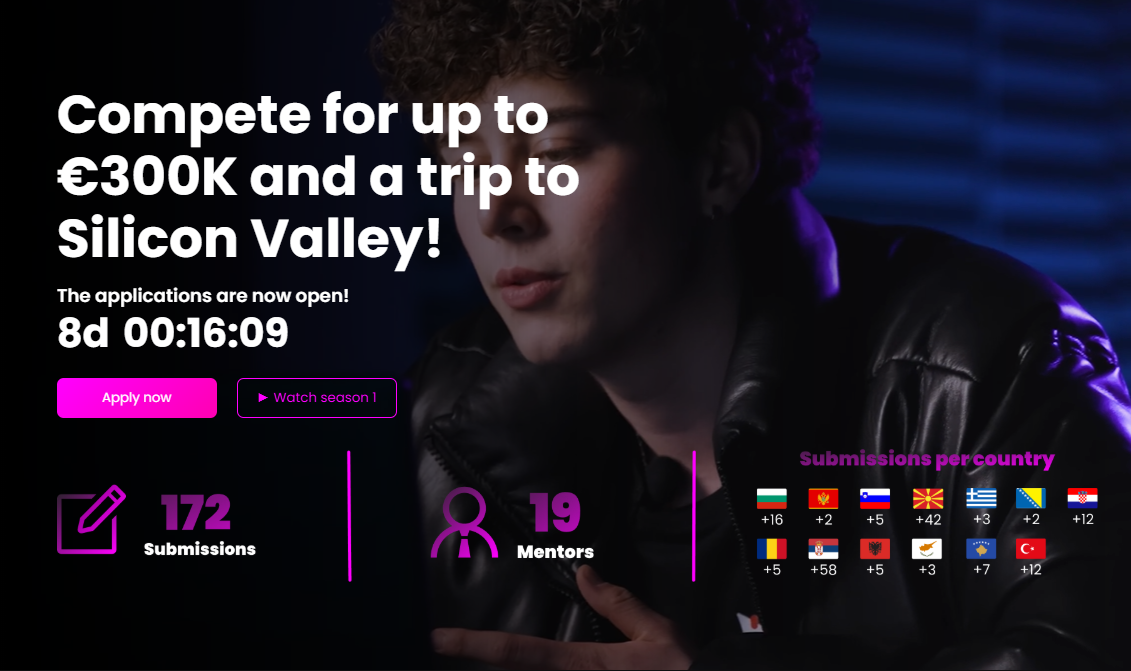 Compete for up to
€300K and a trip to
Silicon Valley!
The applications are now open!
8d 00:16:09
Apply now
▶ Watch season 1
172
Submissions
19
Mentors
Submissions per country
+16 +2 +5 +42 +3 +2 +12
+5 +58 +5 +3 +7 +12